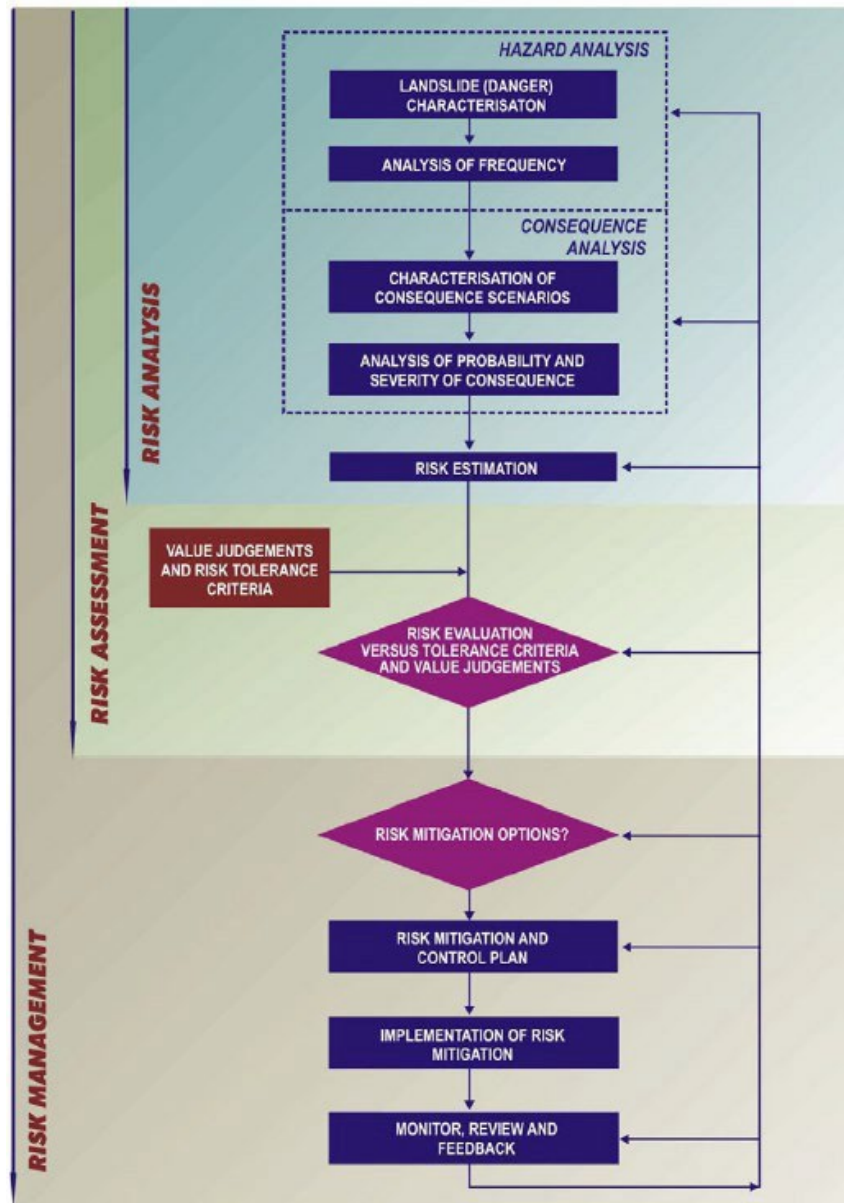 HAZARD ANALYSIS
LANDSLIDE (DANGER)
CHARACTERISATON
ANALYSIS OF FREQUENCY
CONSEQUENCE
ANALYSIS
CHARACTERISATION OF
CONSEQUENCE SCENARIOS
ANALYSIS OF PROBABILITY AND
SEVERITY OF CONSEQUENCE
RISK ANALYSIS
RISK ESTIMATION
VALUE JUDGEMENTS
AND RISK TOLERANCE
CRITERIA
RISK EVALUATION
VERSUS TOLERANCE CRITERIA
AND VALUE JUDGEMENTS
RISK ASSESSMENT
RISK MITIGATION OPTIONS?
RISK MITIGATION AND
CONTROL PLAN
IMPLEMENTATION OF RISK
MITIGATION
MONITOR, REVIEW AND
FEEDBACK
RISK MANAGEMENT